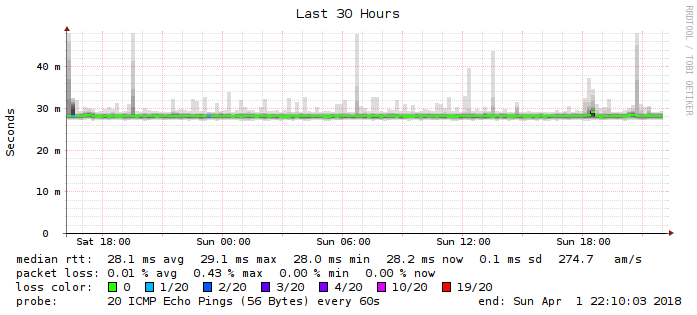 Last 30 Hours
RRDTOOL / TOBI OETIKER
Seconds
40 m
30 m
20 m
10 m
0
Sat 18:00 Sun 00:00 Sun 06:00 Sun 12:00 Sun 18:00
median rtt: 28.1 ms avg 29.1 ms max 28.0 ms min 28.2 ms now 0.1 ms sd 274.7 am/s
packet loss: 0.01 % avg 0.43 % max 0.00 % min 0.00 % now
loss color: 0 1/20 2/20 3/20 4/20 10/20 19/20
probe: 20 ICMP Echo Pings (56 Bytes) every 60s end: Sun Apr 1 22:10:03 2018